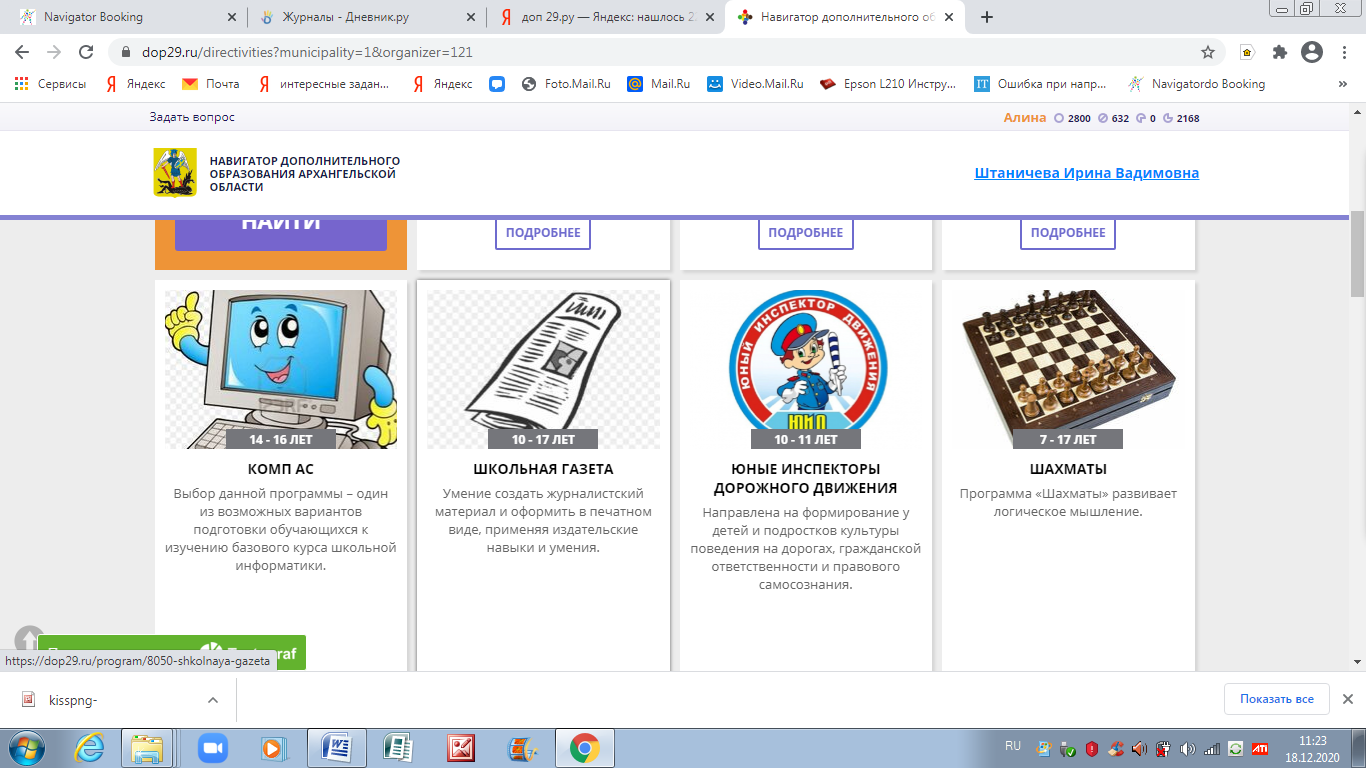 Navigator Booking
Журналы - Дневник.ру
доп 29.ру — Яндекс: нашлось 2
Навигатор дополнительного об
dop29.ru/directivities?municipality=1&organizer=121
Сервисы
Яндекс
Почта
интересные задан...
Яндекс
Foto.Mail.Ru
Mail.Ru
Video.Mail.Ru
Epson L210 Инстру...
Ошибка при напр...
Navigatordo Booking
Задать вопрос
Алина 2800 632 0 2168
НАВИГАТОР ДОПОЛНИТЕЛЬНОГО
ОБРАЗОВАНИЯ АРХАНГЕЛЬСКОЙ
ОБЛАСТИ
Штаничева Ирина Вадимовна
НАЙТИ
ПОДРОБНЕЕ
ПОДРОБНЕЕ
ПОДРОБНЕЕ
14 - 16 ЛЕТ
КОМП АС
Выбор данной программы – один
из возможных вариантов
подготовки обучающихся к
изучению базового курса школьной
информатики.
10 - 17 ЛЕТ
ШКОЛЬНАЯ ГАЗЕТА
Умение создать журналистский
материал и оформить в печатном
виде, применяя издательские
навыки и умения.
ЮНЫЙ ИНСПЕКТОР ДВИЖЕНИЯ
ЮИД
10 - 11 ЛЕТ
ЮНЫЕ ИНСПЕКТОРЫ
ДОРОЖНОГО ДВИЖЕНИЯ
Направлена на формирование у
детей и подростков культуры
поведения на дорогах, гражданской
ответственности и правового
самосознания.
7 - 17 ЛЕТ
ШАХМАТЫ
Программа «Шахматы» развивает
логическое мышление.
https://dop29.ru/program/8050-shkolnaya-gazeta
kisspng-
Показать все
RU
11:23
18.12.2020